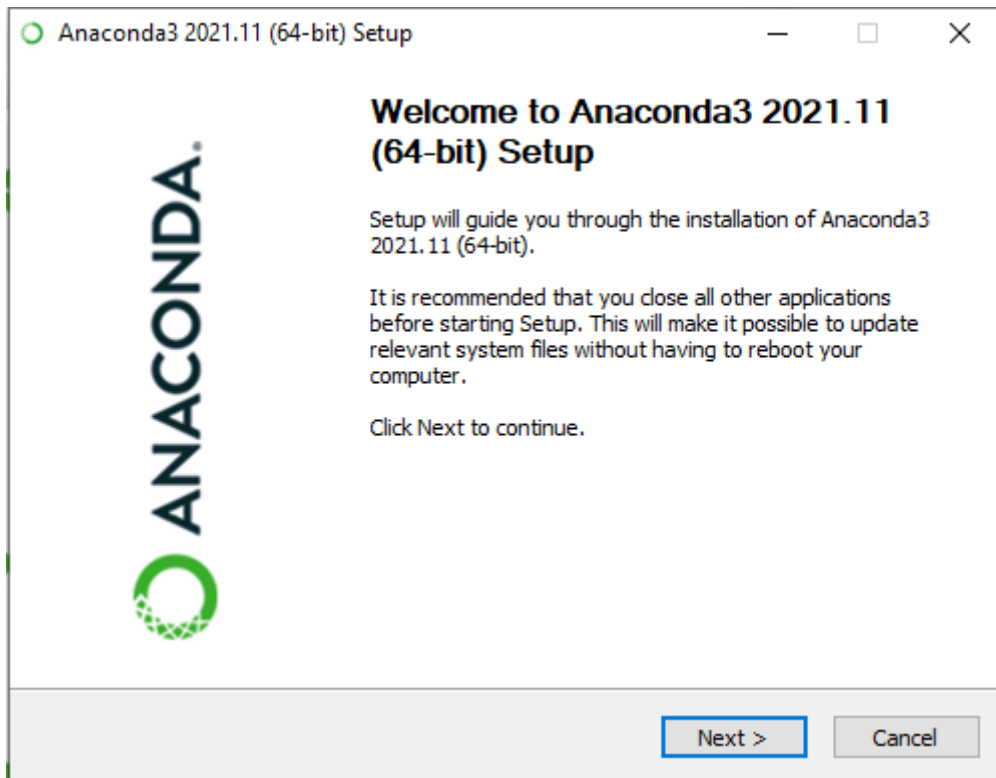 Anaconda3 2021.11 (64-bit) Setup
Welcome to Anaconda3 2021.11
(64-bit) Setup
Setup will guide you through the installation of Anaconda3
2021.11 (64-bit).
It is recommended that you close all other applications
before starting Setup. This will make it possible to update
relevant system files without having to reboot your
computer.
Click Next to continue.
ANACONDA.
Next >
Cancel